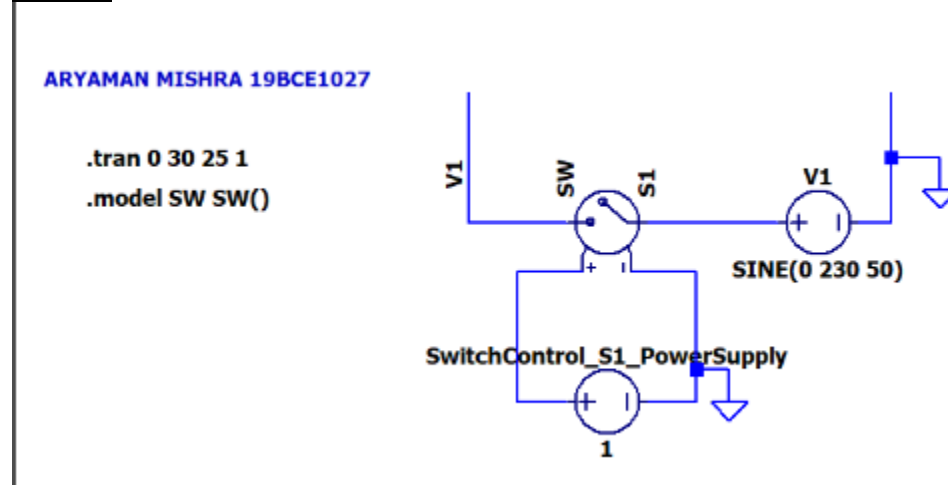 ARYAMAN MISHRA 19BCE1027
.tran 0 30 25 1
.model SW SW()
V1
SW
S1
V1
+
SINE(0 230 50)
+
SwitchControl_S1_PowerSupply
+
1